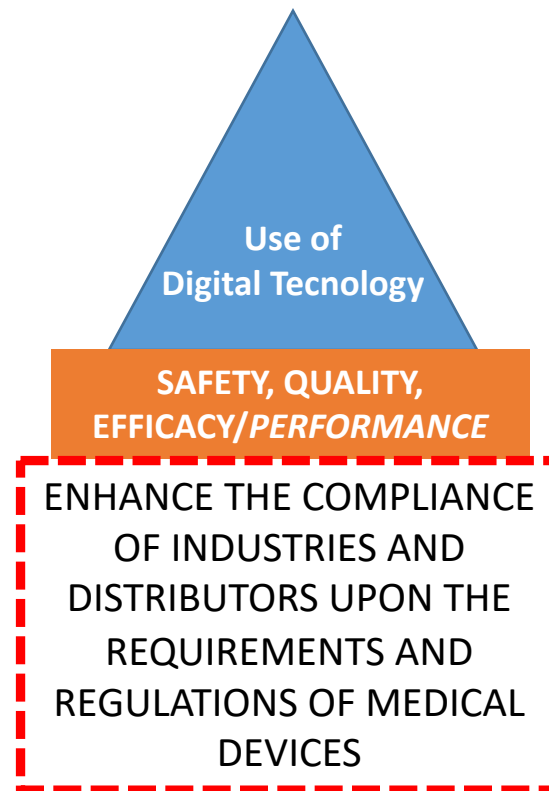 Use of
Digital Tecnology
SAFETY, QUALITY,
EFFICACY/PERFORMANCE
ENHANCE THE COMPLIANCE
OF INDUSTRIES AND
DISTRIBUTORS UPON THE
REQUIREMENTS AND
REGULATIONS OF MEDICAL
DEVICES